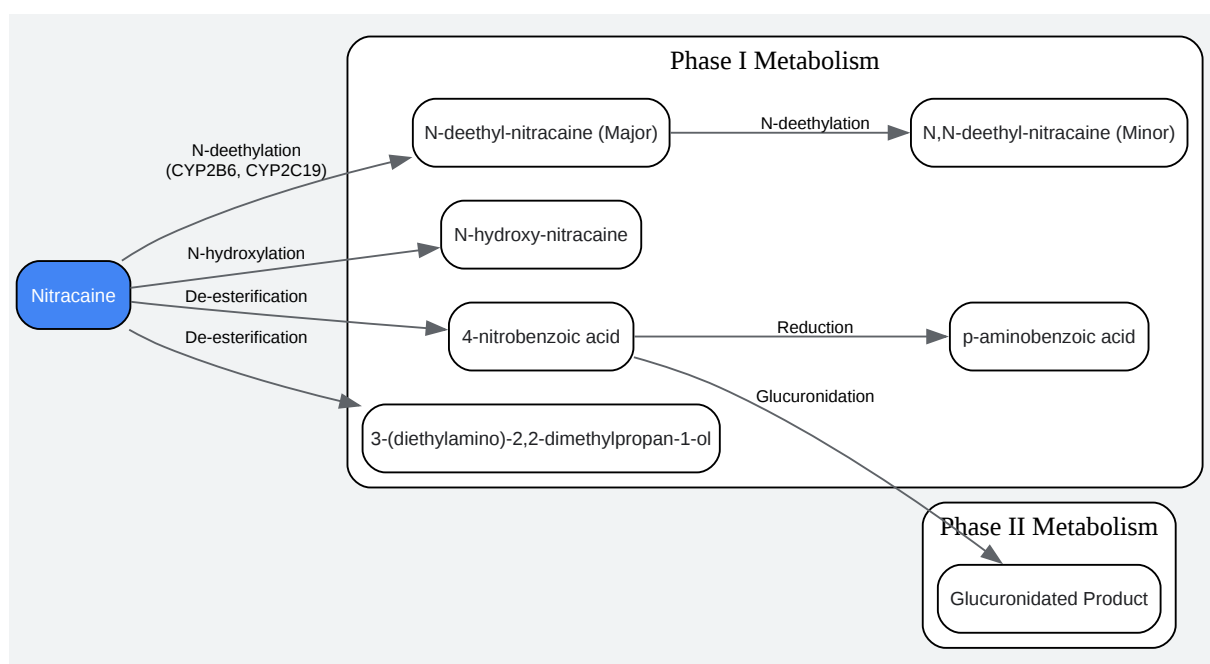 Phase I Metabolism
N-deethyl-nitracaine (Major)
N-deethylation
N,N-deethyl-nitracaine (Minor)
N-deethylation
(CYP2B6, CYP2C19)
N-hydroxy-nitracaine
N-hydroxylation
Nitracaine
De-esterification
4-nitrobenzoic acid
Reduction
p-aminobenzoic acid
De-esterification
Glucuronidation
3-(diethylamino)-2,2-dimethylpropan-1-ol
Phase II Metabolism
Glucuronidated Product